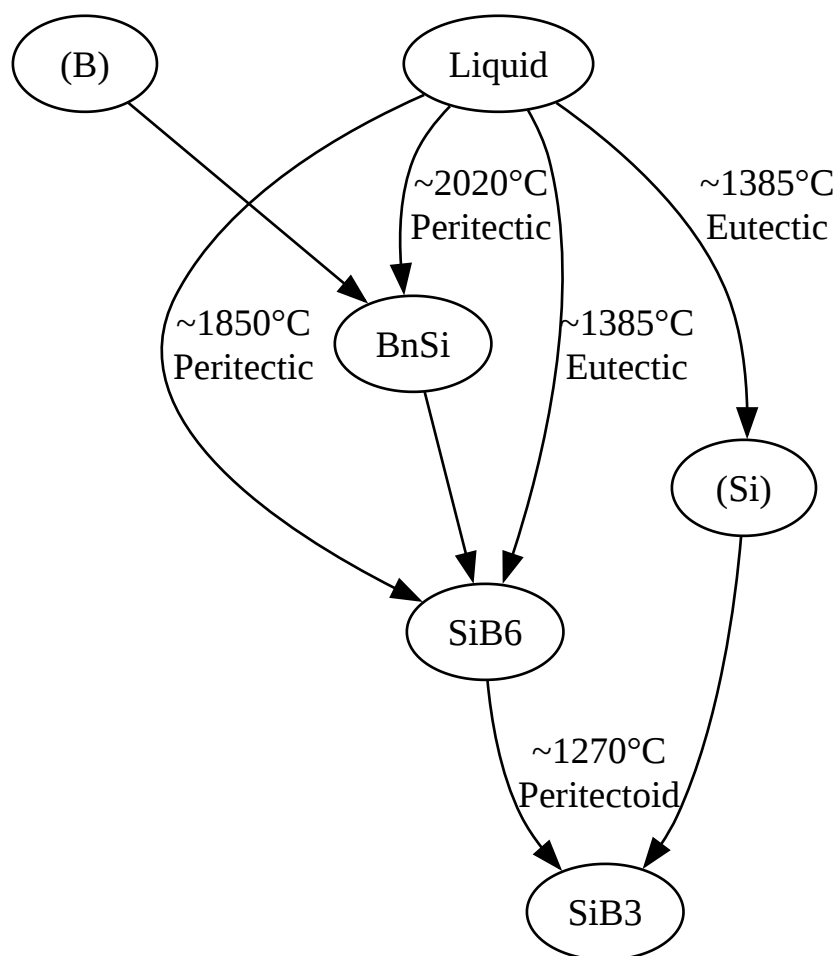 (B)
Liquid
~2020°C
Peritectic
~1385°C
Eutectic
~1850°C
Peritectic
BnSi
~1385°C
Eutectic
(Si)
SiB6
~1270°C
Peritectoid
SiB3